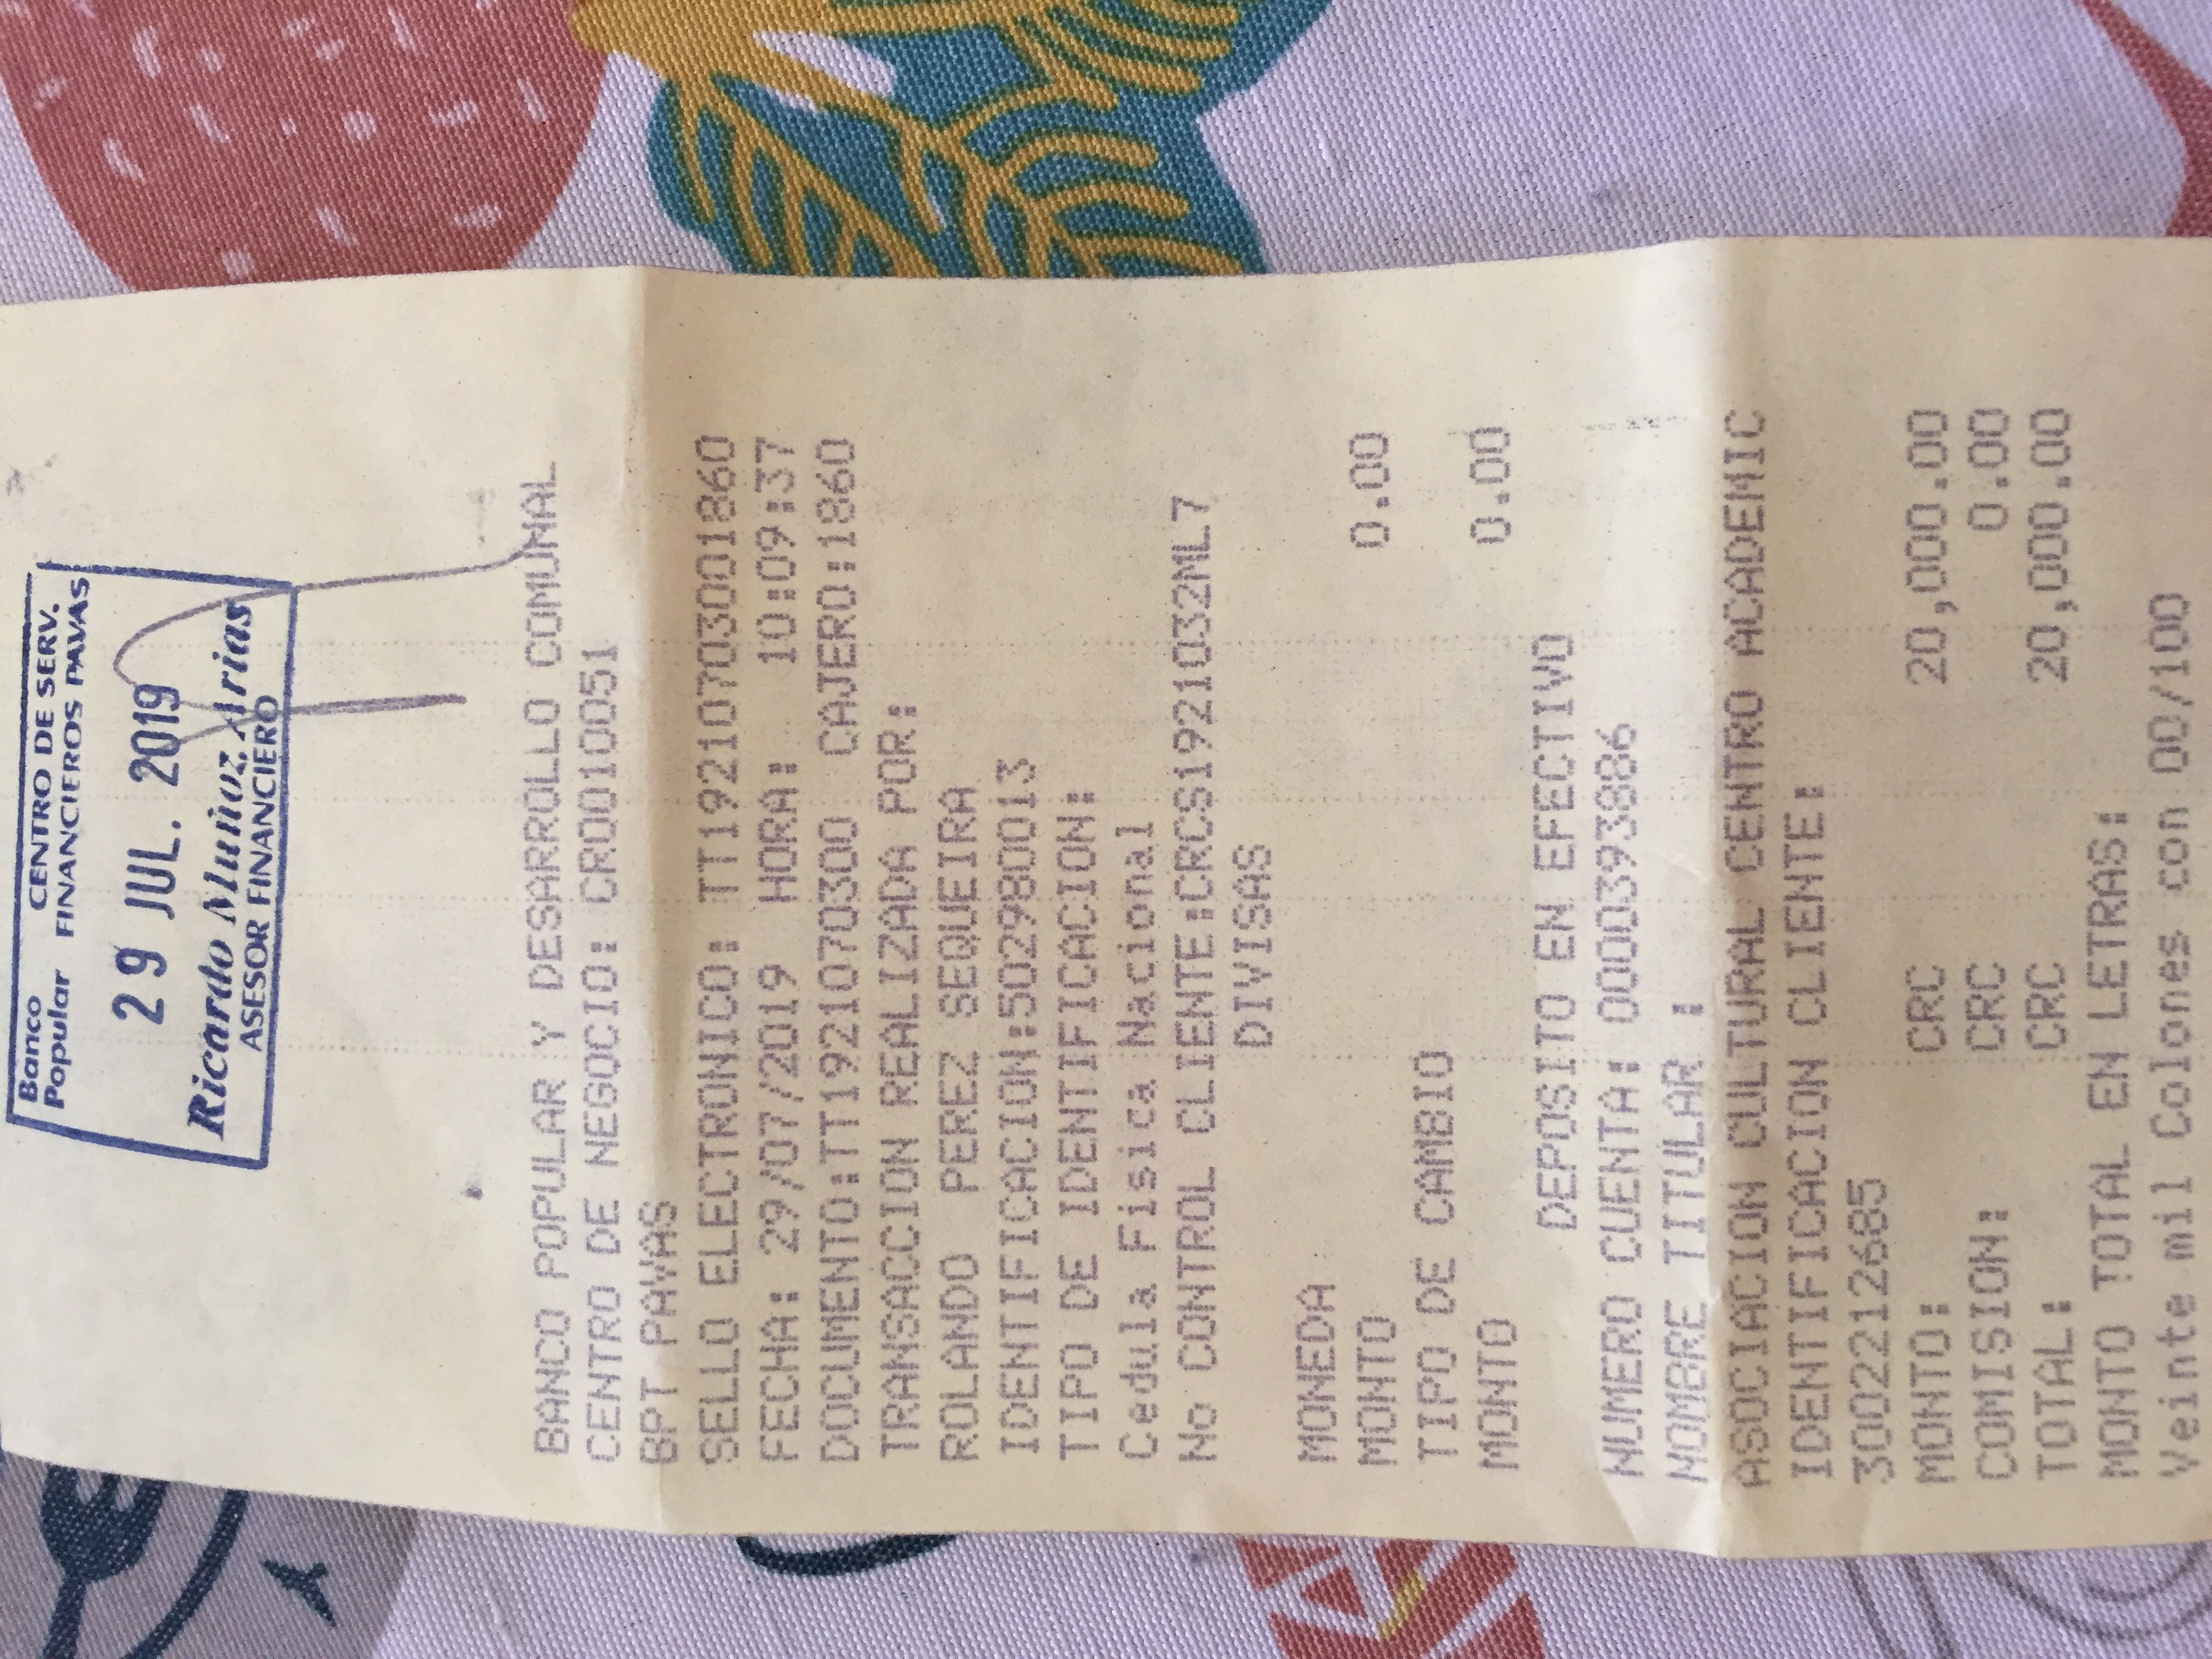 Banco Popular CENTRO DE SERV. FINANCIEROS PAVAS
29 JUL. 2019
Ricardo Muñoz Arias
ASESOR FINANCIERO
BANCO POPULAR Y DESARROLLO COMUNAL
CENTRO DE NEGOCIO: CR0010051
BPT PAVAS
SELLO ELECTRONICO: TT19210703001860
FECHA: 29/07/2019 HORA: 10:09:37
DOCUMENTO:TT1921070300 CAJERO:1860
TRANSACCION REALIZADA POR:
ROLANDO PEREZ SEQUEIRA
IDENTIFICACION:502980013
TIPO DE IDENTIFICACION:
Cedula Fisica Nacional
No CONTROL CLIENTE:CRCS1921032ML7
DIVISAS
MONEDA
MONTO 0.00
TIPO DE CAMBIO
MONTO 0.00
DEPOSITO EN EFECTIVO
NUMERO CUENTA: 0000393886
NOMBRE TITULAR :
ASOCIACION CULTURAL CENTRO ACADEMIC
IDENTIFICACION CLIENTE:
3002212685
MONTO: CRC 20,000.00
COMISION: CRC 0.00
TOTAL: CRC 20,000.00
MONTO TOTAL EN LETRAS:
Veinte mil Colones con 00/100